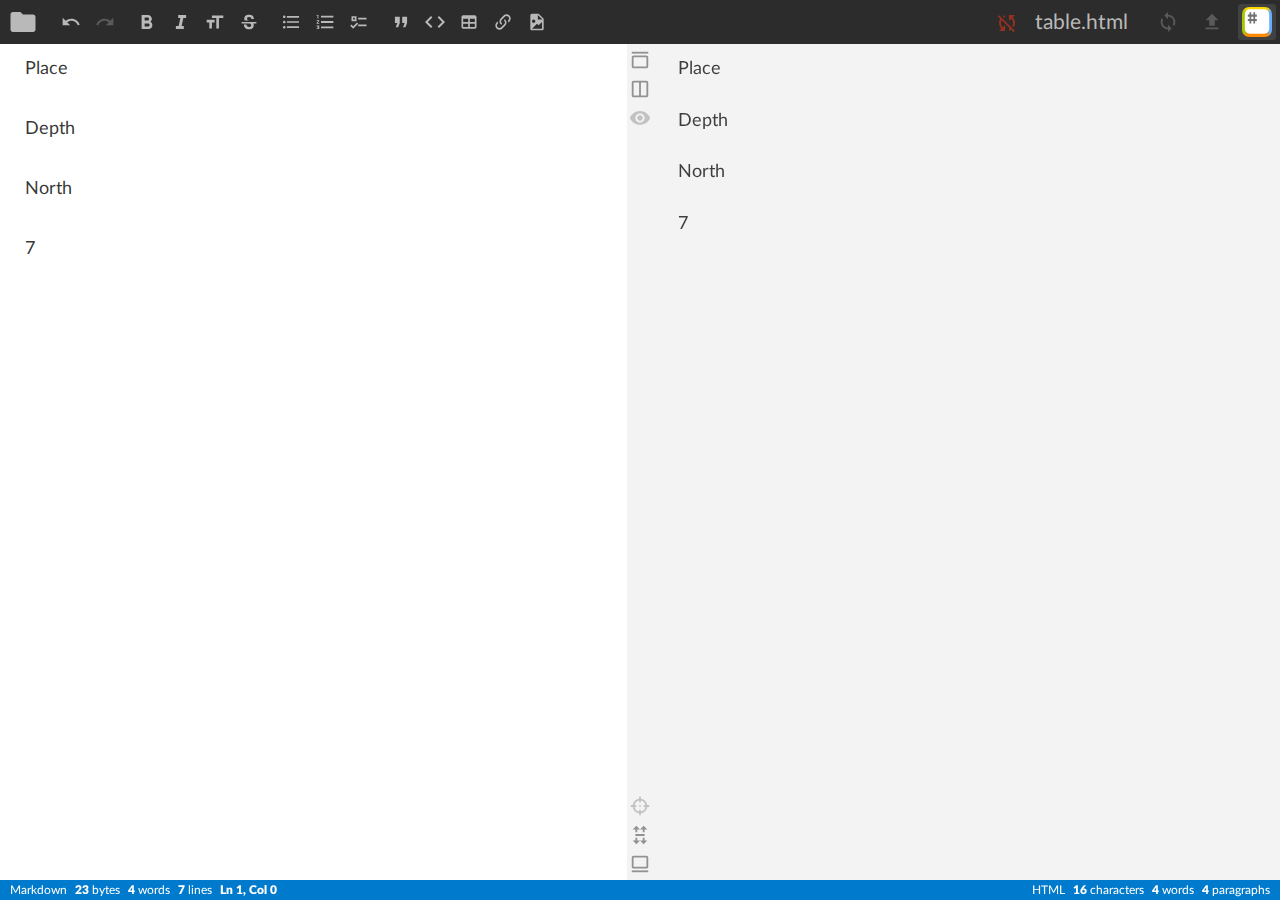 table.html
Place
Depth
North
7
Place
Depth
North
7
Markdown 23 bytes 4 words 7 lines Ln 1, Col 0
HTML 16 characters 4 words 4 paragraphs